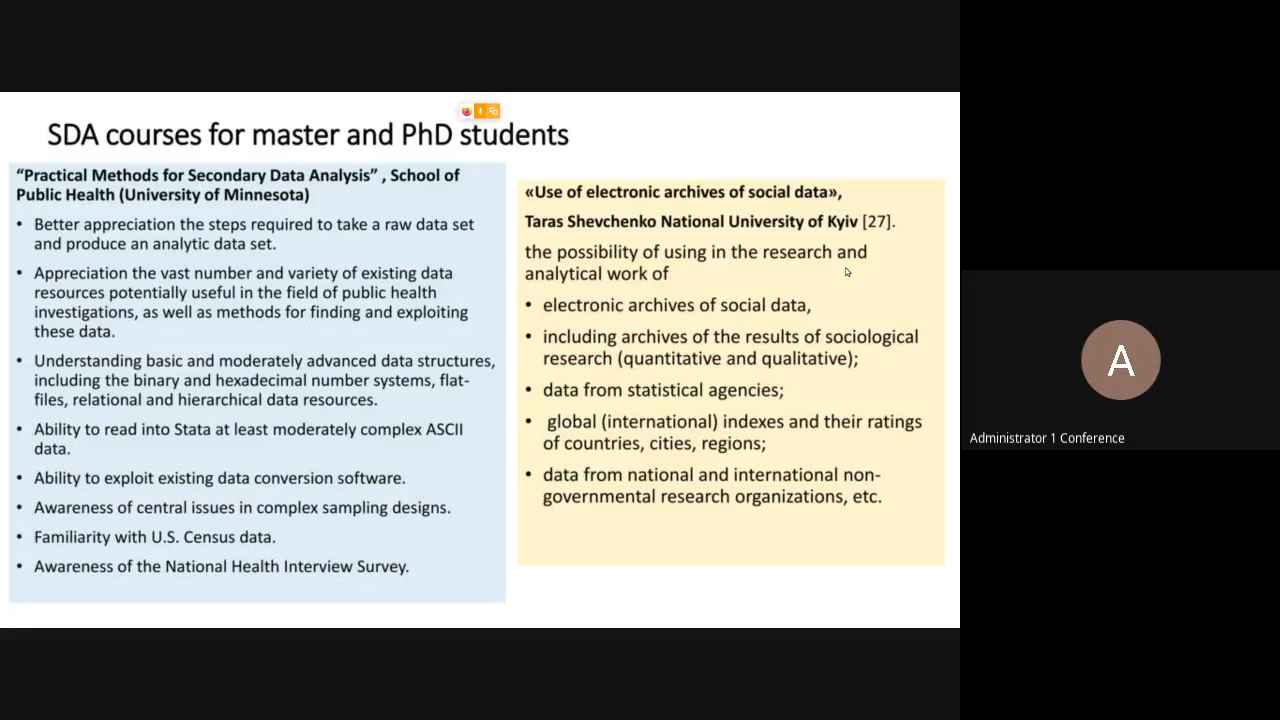 SDA courses for master and PhD students
“Practical Methods for Secondary Data Analysis” , School of
Public Health (University of Minnesota)
• Better appreciation the steps required to take a raw data set
and produce an analytic data set.
• Appreciation the vast number and variety of existing data
resources potentially useful in the field of public health
investigations, as well as methods for finding and exploiting
these data.
• Understanding basic and moderately advanced data structures,
including the binary and hexadecimal number systems, flat-
files, relational and hierarchical data resources.
• Ability to read into Stata at least moderately complex ASCII
data.
• Ability to exploit existing data conversion software.
• Awareness of central issues in complex sampling designs.
• Familiarity with U.S. Census data.
• Awareness of the National Health Interview Survey.
«Use of electronic archives of social data»,
Taras Shevchenko National University of Kyiv [27].
the possibility of using in the research and
analytical work of
• electronic archives of social data,
• including archives of the results of sociological
research (quantitative and qualitative);
• data from statistical agencies;
• global (international) indexes and their ratings
of countries, cities, regions;
• data from national and international non-
governmental research organizations, etc.
A
Administrator 1 Conference